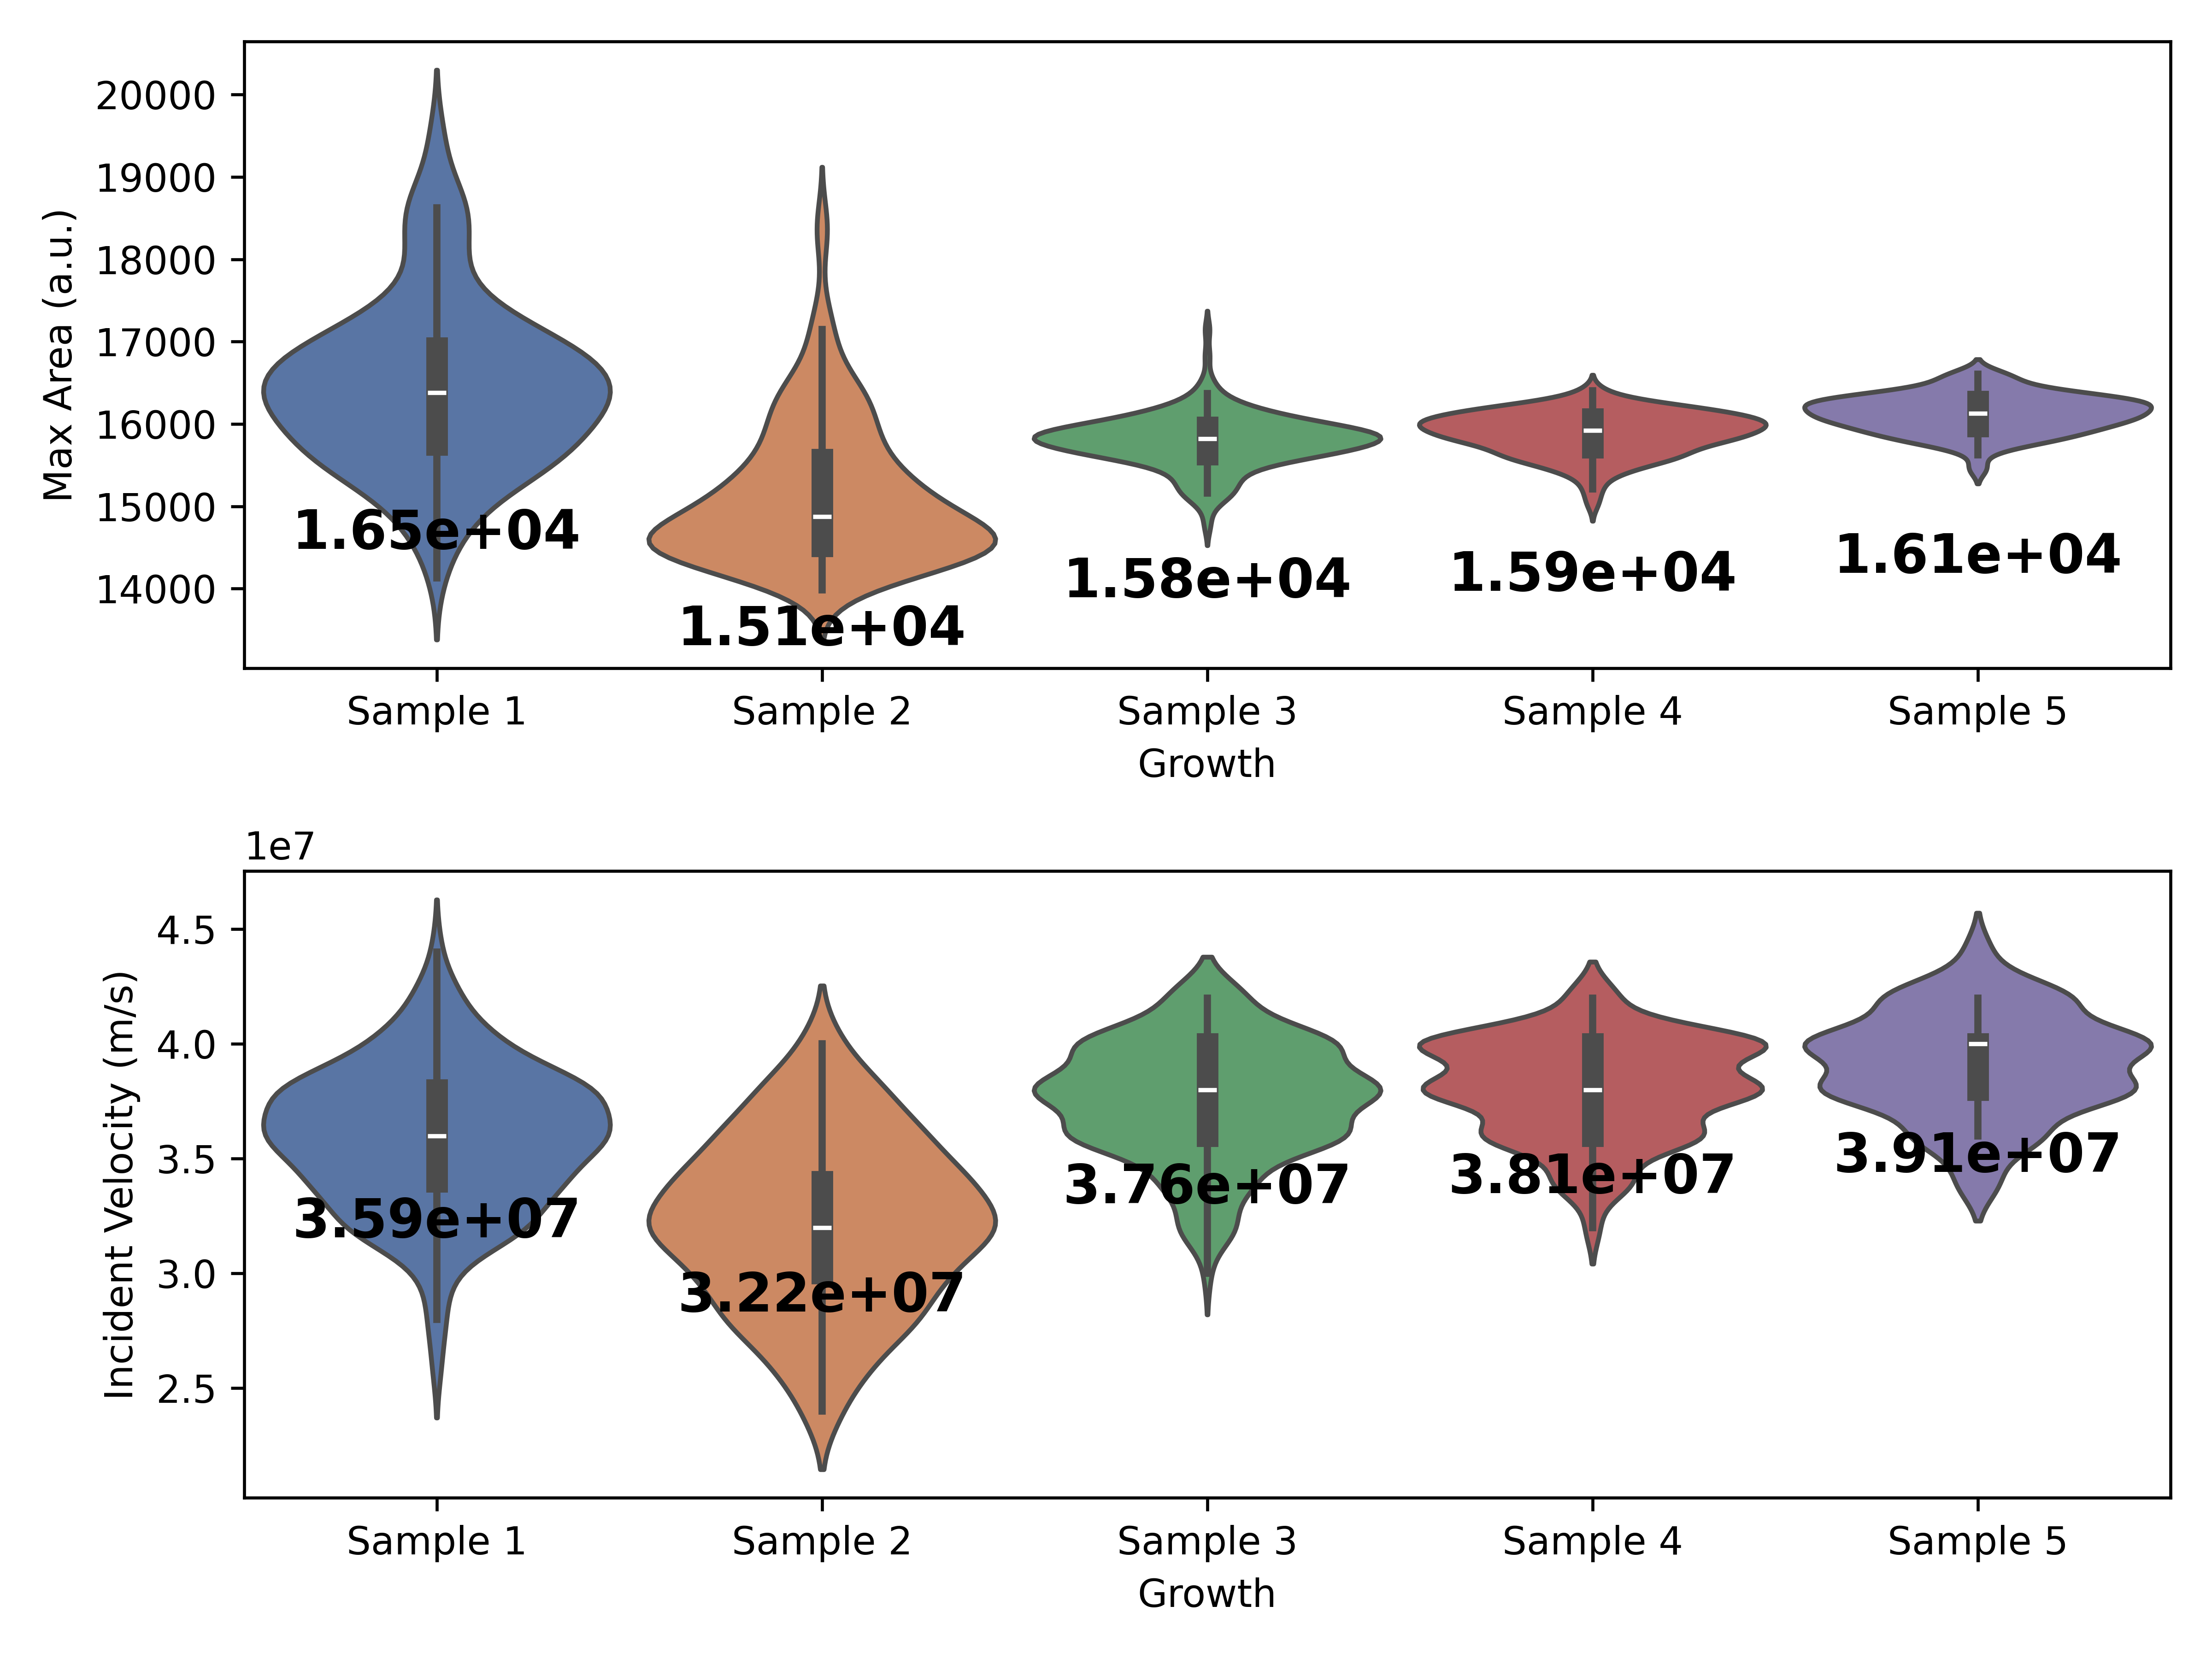 20000
19000
18000
17000
16000
15000
14000
Max Area (a.u.)
1.65e+04
1.51e+04
1.58e+04
1.59e+04
1.61e+04
Sample 1
Sample 2
Sample 3
Sample 4
Sample 5
Growth
1e7
4.5
4.0
3.5
3.0
2.5
Incident Velocity (m/s)
3.59e+07
3.22e+07
3.76e+07
3.81e+07
3.91e+07
Sample 1
Sample 2
Sample 3
Sample 4
Sample 5
Growth